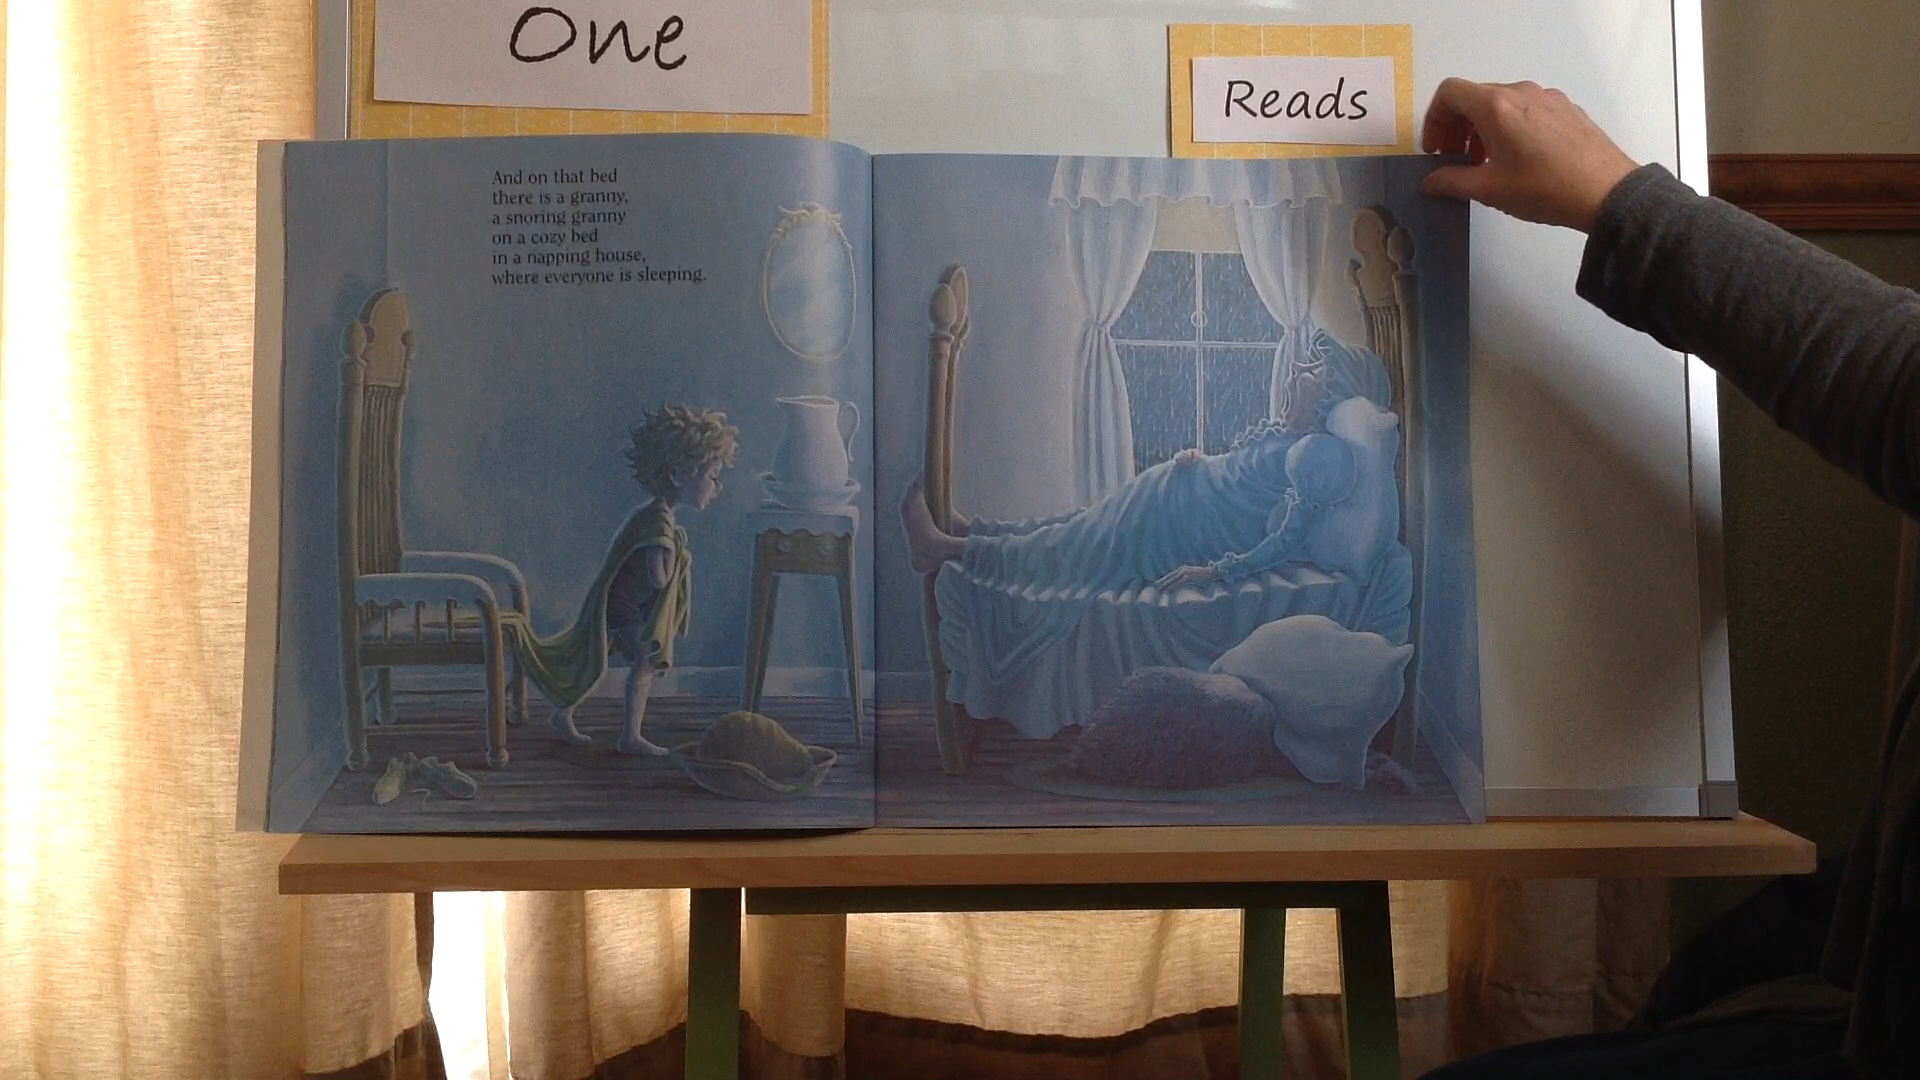 One
Reads
And on that bed
there is a granny,
a snoring granny
on a cozy bed
in a napping house,
where everyone is sleeping.